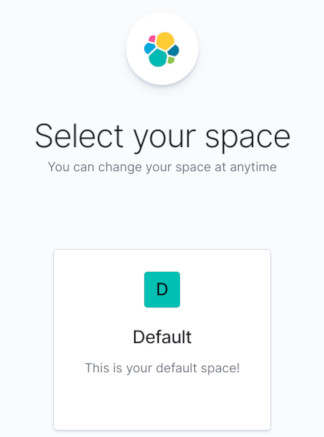 Select your space
You can change your space at anytime
D
Default
This is your default space!